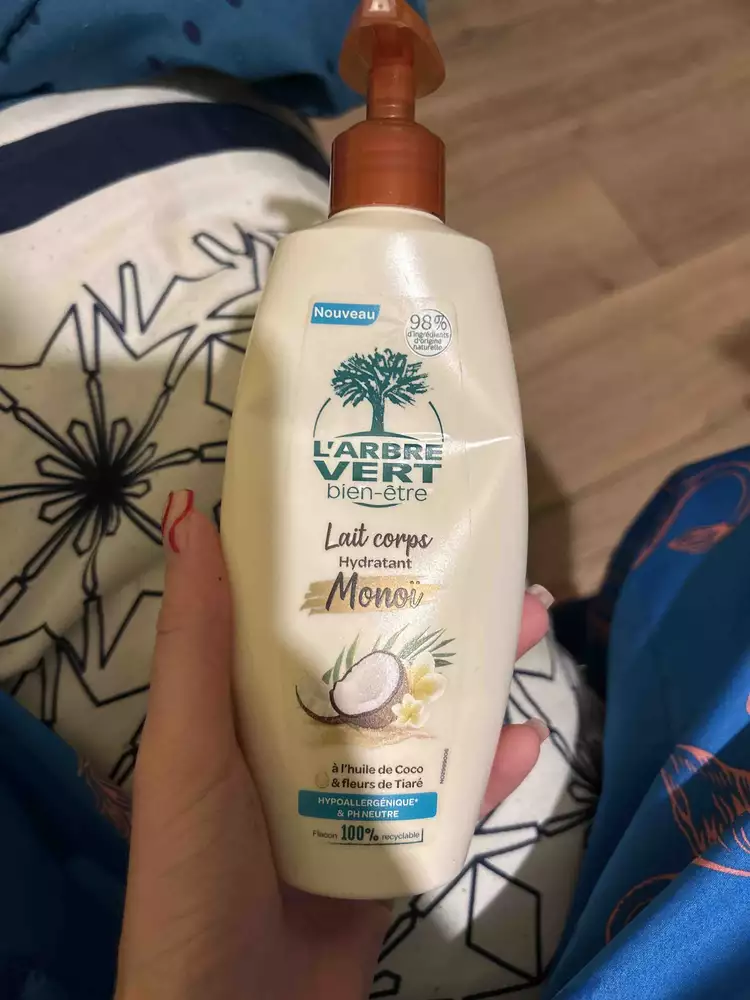 Nouveau
98%
d'ingrédients
d'origine
naturelle
L'ARBRE
VERT
bien-être
Lait corps
Hydratant
Monoï
à l'huile de Coco
& fleurs de Tiaré
HYPOALLERGÉNIQUE*
& PH NEUTRE
Flacon 100% recyclable